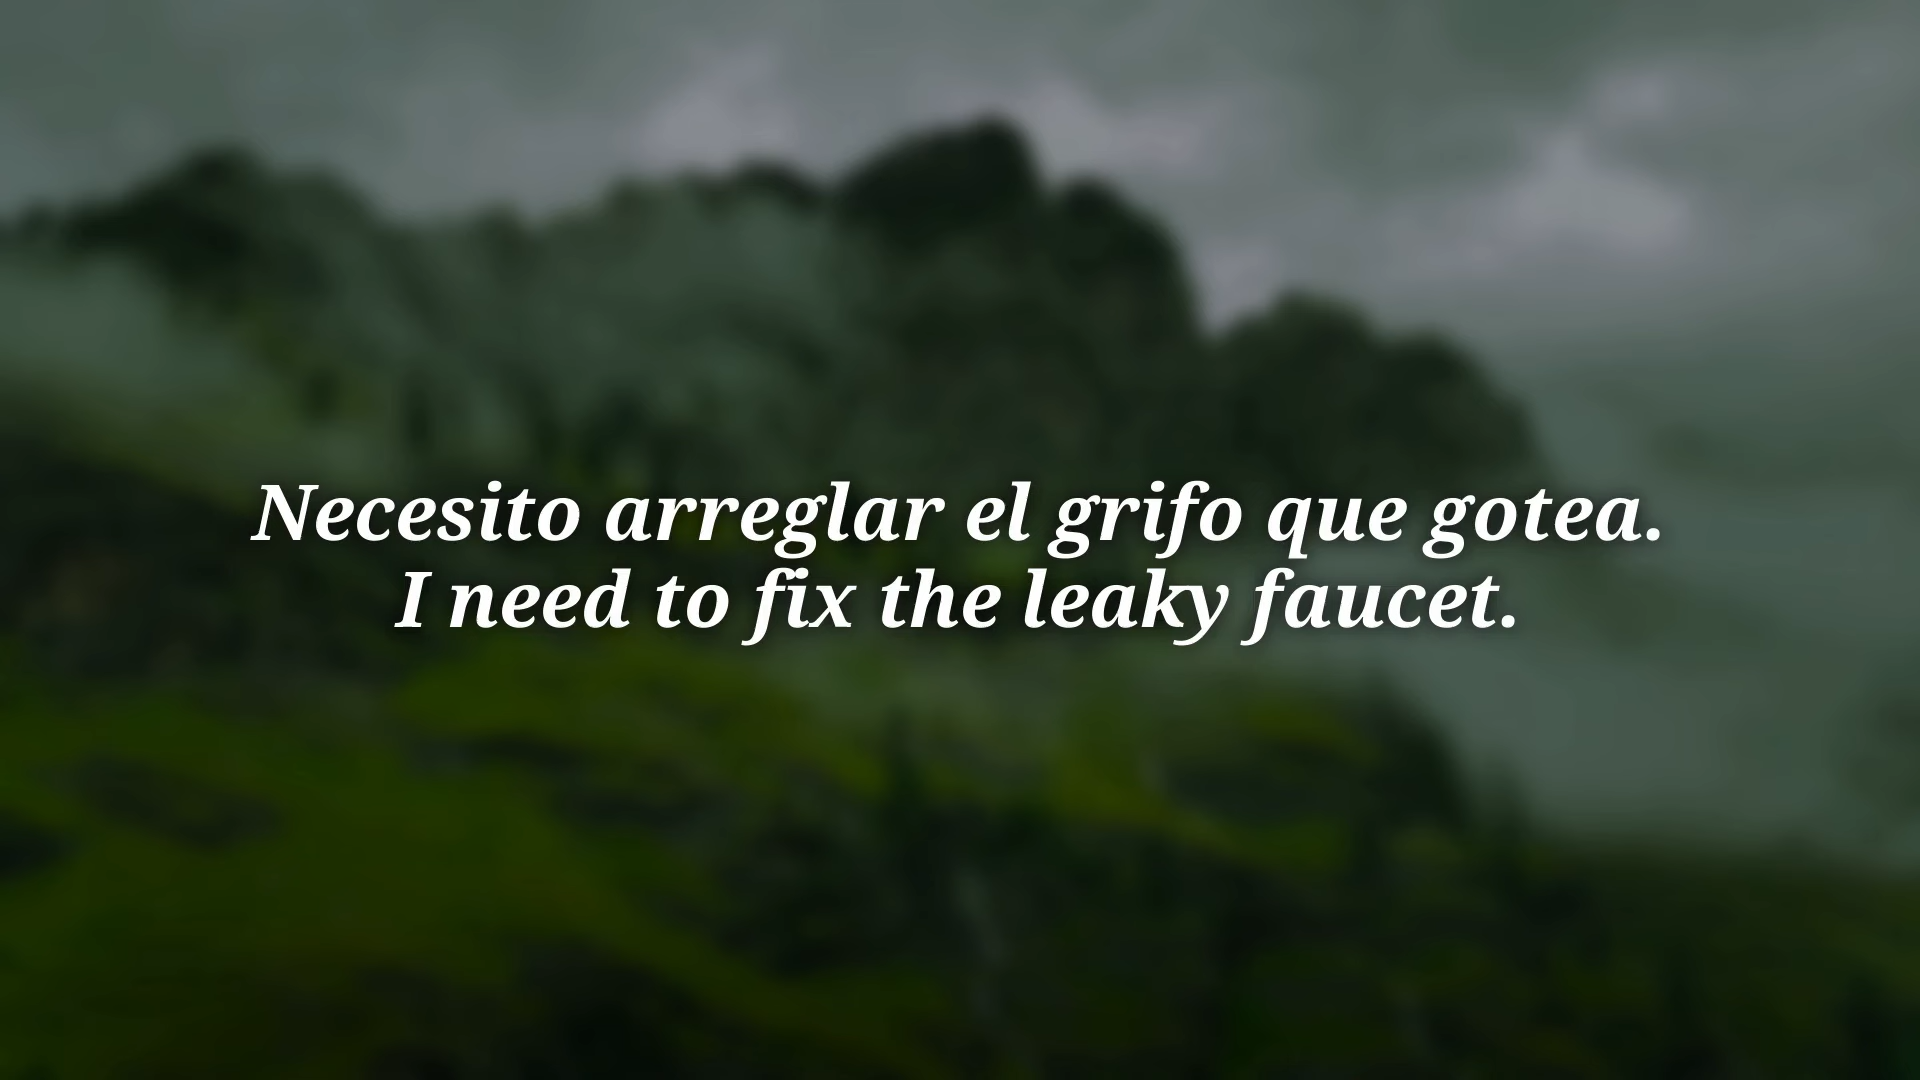 Necesito arreglar el grifo que gotea.
I need to fix the leaky faucet.